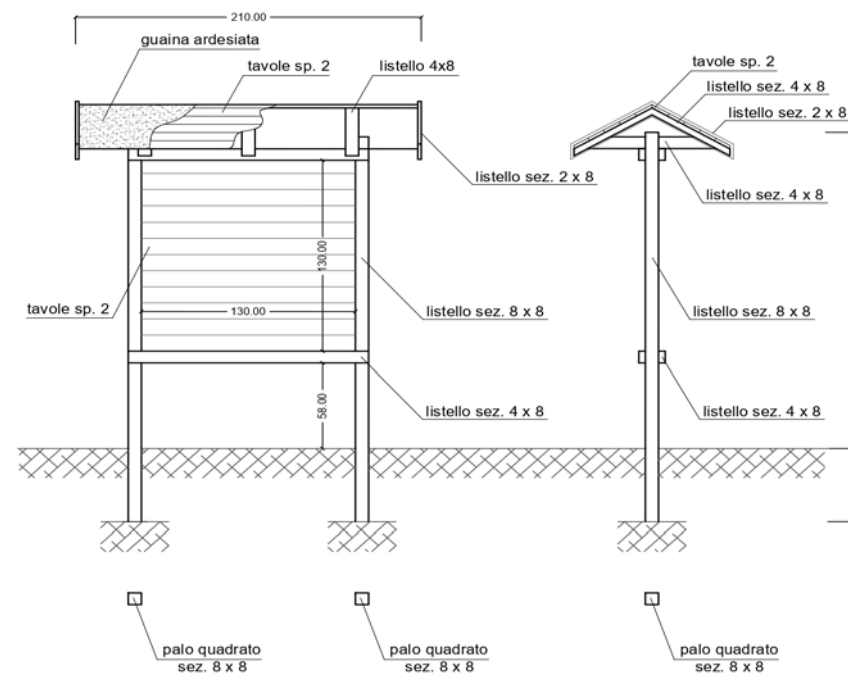 210.00
guaina ardesiata
tavole sp. 2
listello 4x8
tavole sp. 2
listello sez. 4 x 8
listello sez. 2 x 8
listello sez. 2 x 8
listello sez. 4 x 8
130.00
130.00
tavole sp. 2
listello sez. 8 x 8
listello sez. 8 x 8
58.00
listello sez. 4 x 8
listello sez. 4 x 8
palo quadrato
sez. 8 x 8
palo quadrato
sez. 8 x 8
palo quadrato
sez. 8 x 8